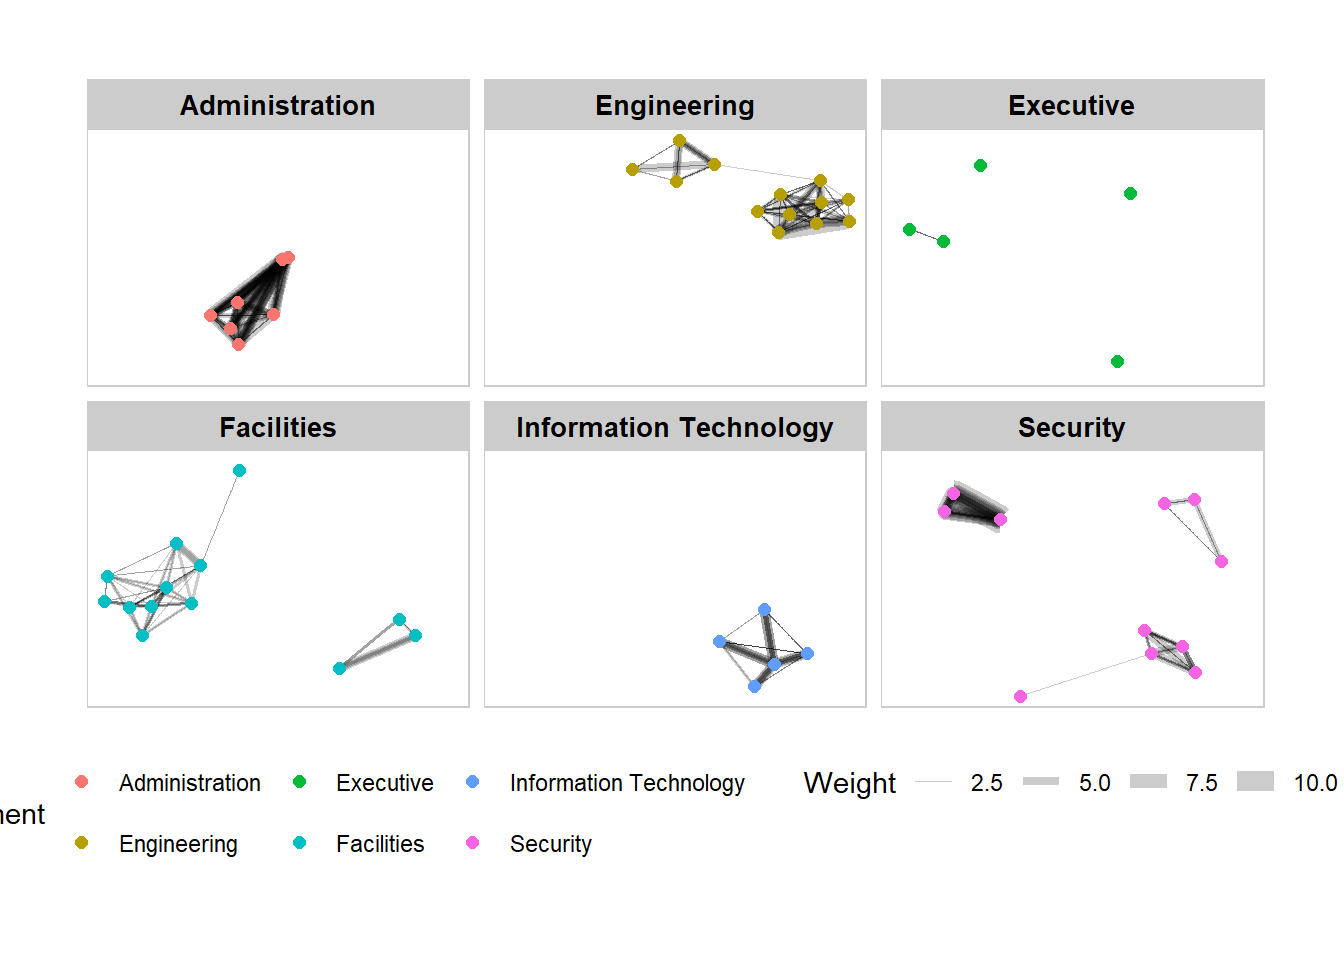 Administration
Engineering
Executive
Facilities
Information Technology
Security
Administration
Executive
Information Technology
Weight
2.5
5.0
7.5
10.0
ment
Engineering
Facilities
Security